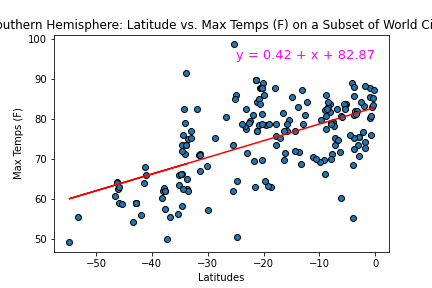 outhern Hemisphere: Latitude vs. Max Temps (F) on a Subset of World Ci
y = 0.42 + x + 82.87
100
90
80
70
60
50
Max Temps (F)
−50 −40 −30 −20 −10 0
Latitudes